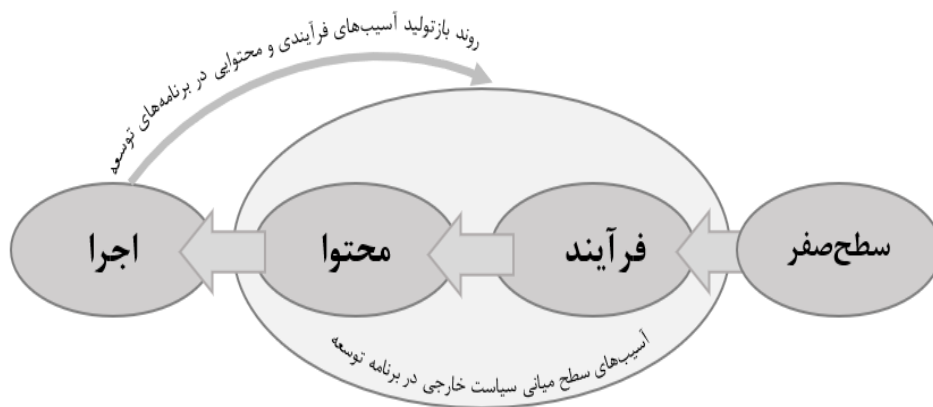 روند بازتولید آسیب‌های فرآیندی و محتوایی در برنامه‌های توسعه
سطح‌صفر
فرآیند
محتوا
اجرا
آسیب‌های سطح میانی سیاست خارجی در برنامه توسعه